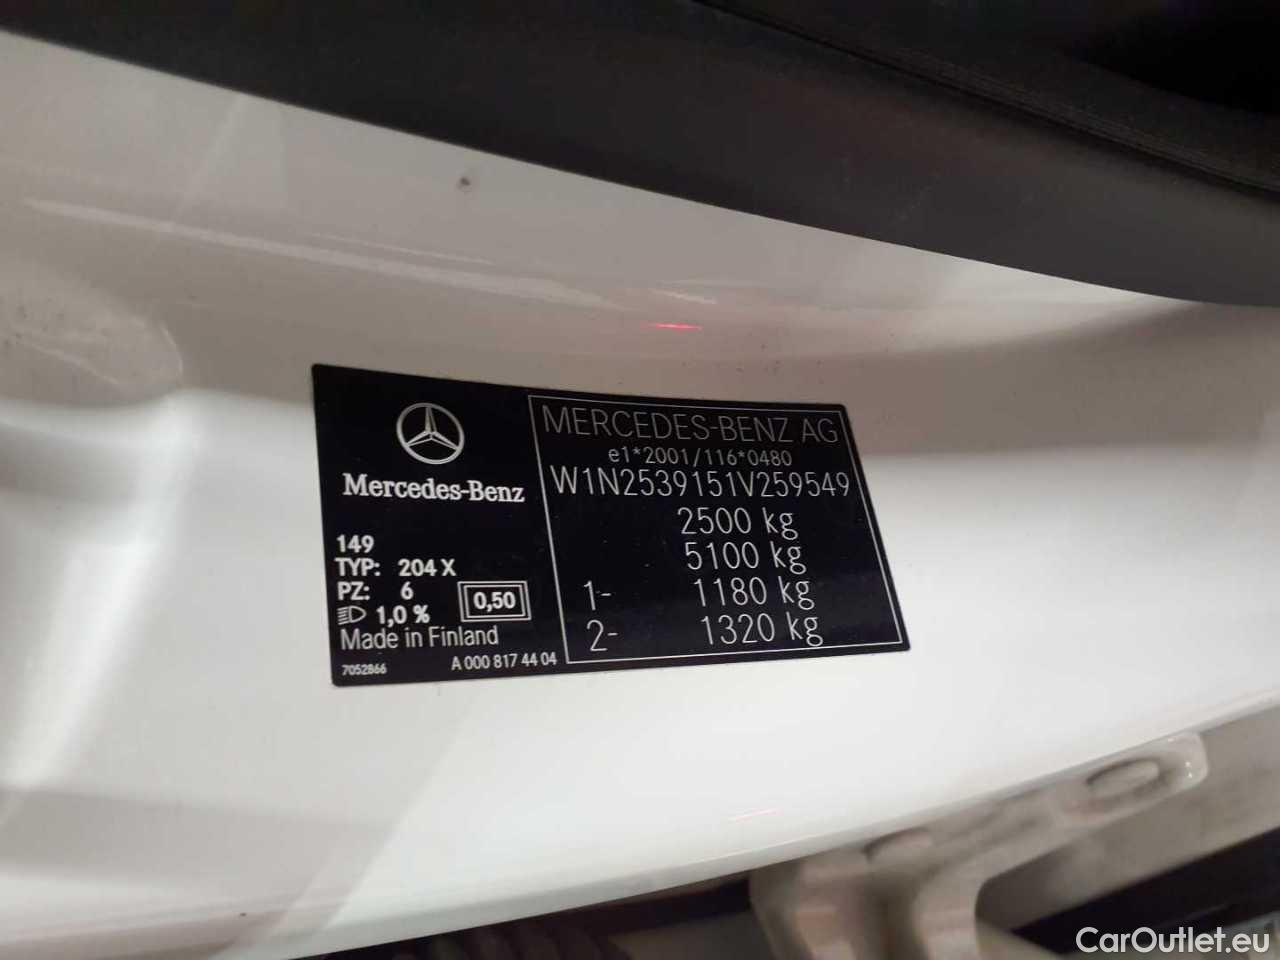 Mercedes-Benz
149
TYP: 204 X
PZ: 6
1,0 %
0,50
Made in Finland
7052866
A 000 817 44 04
MERCEDES-BENZ AG
e1*2001/116*0480
W1N2539151V259549
2500 kg
5100 kg
1- 1180 kg
2- 1320 kg
CarOutlet.eu